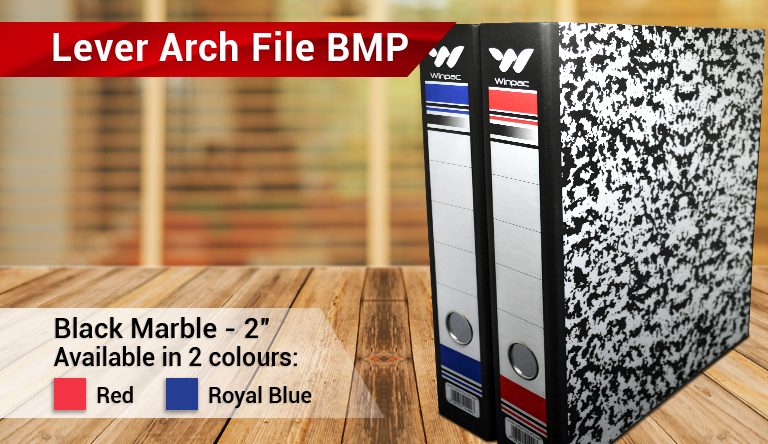 Lever Arch File BMP
Winpac
Winpac
Black Marble - 2"
Available in 2 colours:
Red
Royal Blue